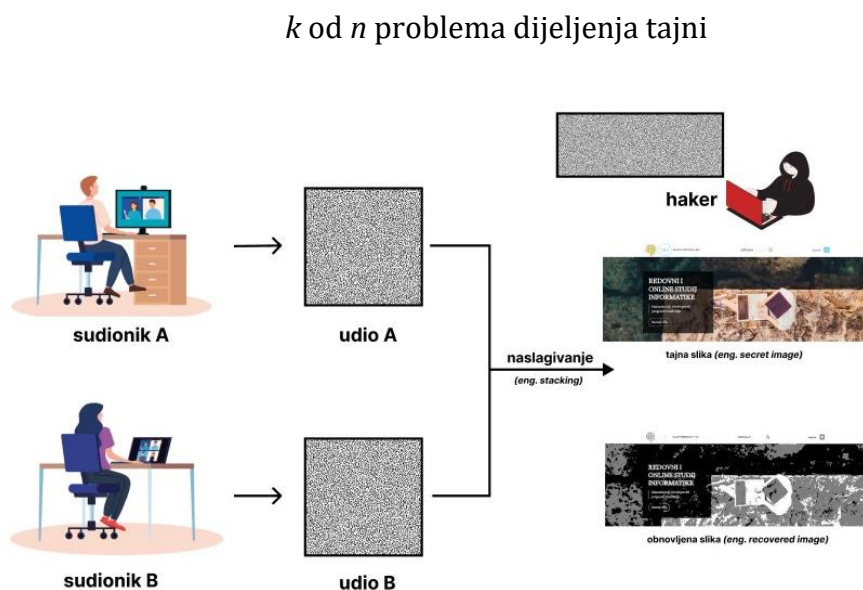 k od n problema dijeljenja tajni
haker
sudionik A
udio A
REDOVNI I
ONLINE STUDIJ
INFORMATIKE
tajna slika (eng. secret image)
naslagivanje
(eng. stacking)
REDOVNI I
ONLINE STUDIJ
INFORMATIKE
obnovljena slika (eng. recovered image)
sudionik B
udio B